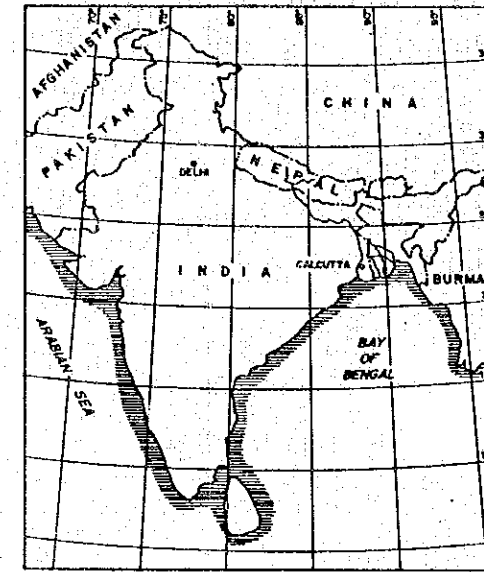 AFGHANISTAN
CHINA
PAKISTAN
DELHI
NEPAL
INDIA
CALCUTTA
BURMA
ARABIAN SEA
BAY
OF
BENGAL